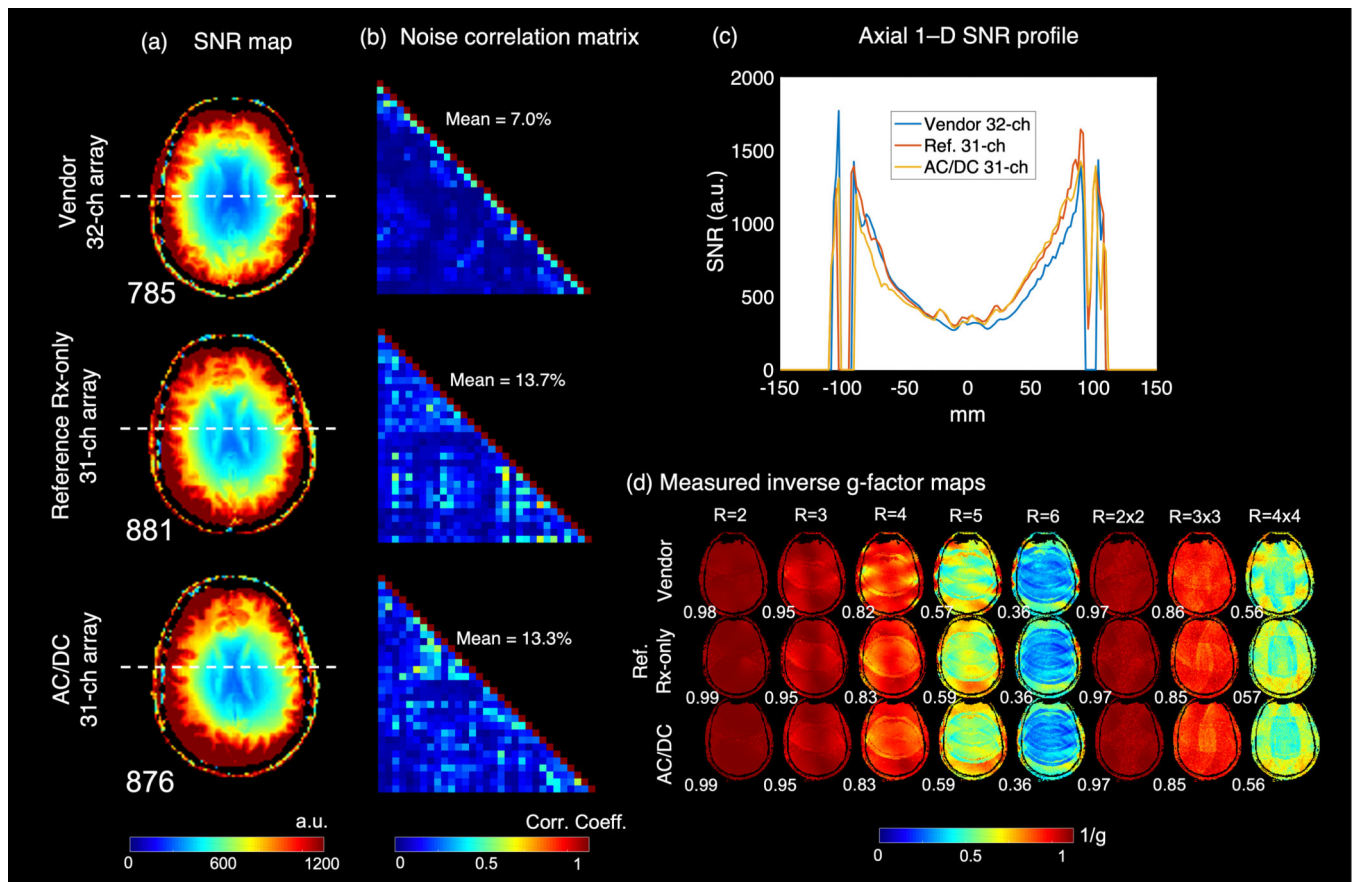 (a) SNR map
(b) Noise correlation matrix
(c) Axial 1–D SNR profile
Vendor
32-ch array
785
Mean = 7.0%
Reference Rx-only
31-ch array
881
Mean = 13.7%
AC/DC
31-ch array
876
Mean = 13.3%
a.u.
0 600 1200
Corr. Coeff.
0 0.5 1
SNR (a.u.)
2000
1500
1000
500
0
Vendor 32-ch
Ref. 31-ch
AC/DC 31-ch
-150 -100 -50 0 50 100 150
mm
(d) Measured inverse g-factor maps
R=2 R=3 R=4 R=5 R=6 R=2x2 R=3x3 R=4x4
Vendor
0.98 0.95 0.82 0.57 0.36 0.97 0.86 0.56
Ref.
Rx-only
0.99 0.95 0.83 0.59 0.36 0.97 0.85 057
AC/DC
0.99 0.95 0.83 0.59 0.36 0.97 0.85 0.56
1/g
0 0.5 1